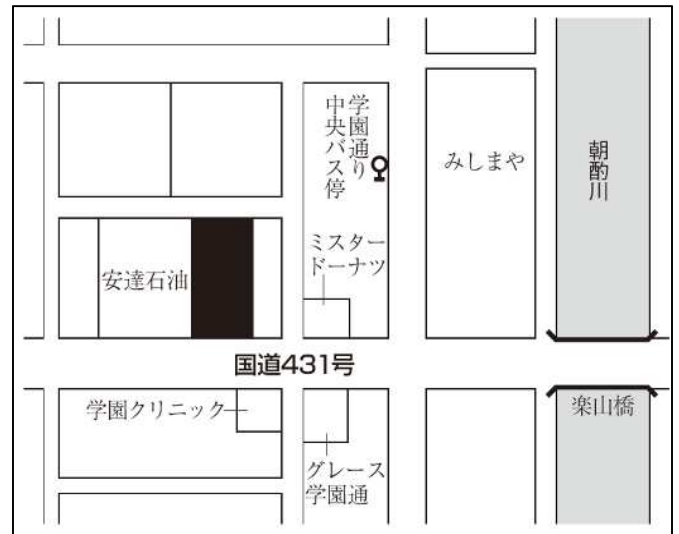 学園通り
中央バス停
みしまや
朝酌川
ミスター
ドーナツ
安達石油
国道431号
学園クリニック
楽山橋
グレース
学園通